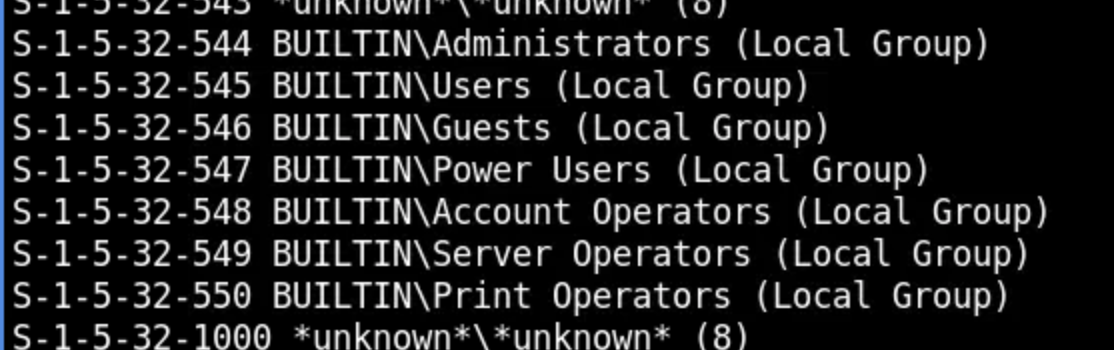 S-1-5-32-543 *unknown*\*unknown* (8)
S-1-5-32-544 BUILTIN\Administrators (Local Group)
S-1-5-32-545 BUILTIN\Users (Local Group)
S-1-5-32-546 BUILTIN\Guests (Local Group)
S-1-5-32-547 BUILTIN\Power Users (Local Group)
S-1-5-32-548 BUILTIN\Account Operators (Local Group)
S-1-5-32-549 BUILTIN\Server Operators (Local Group)
S-1-5-32-550 BUILTIN\Print Operators (Local Group)
S-1-5-32-1000 *unknown*\*unknown* (8)